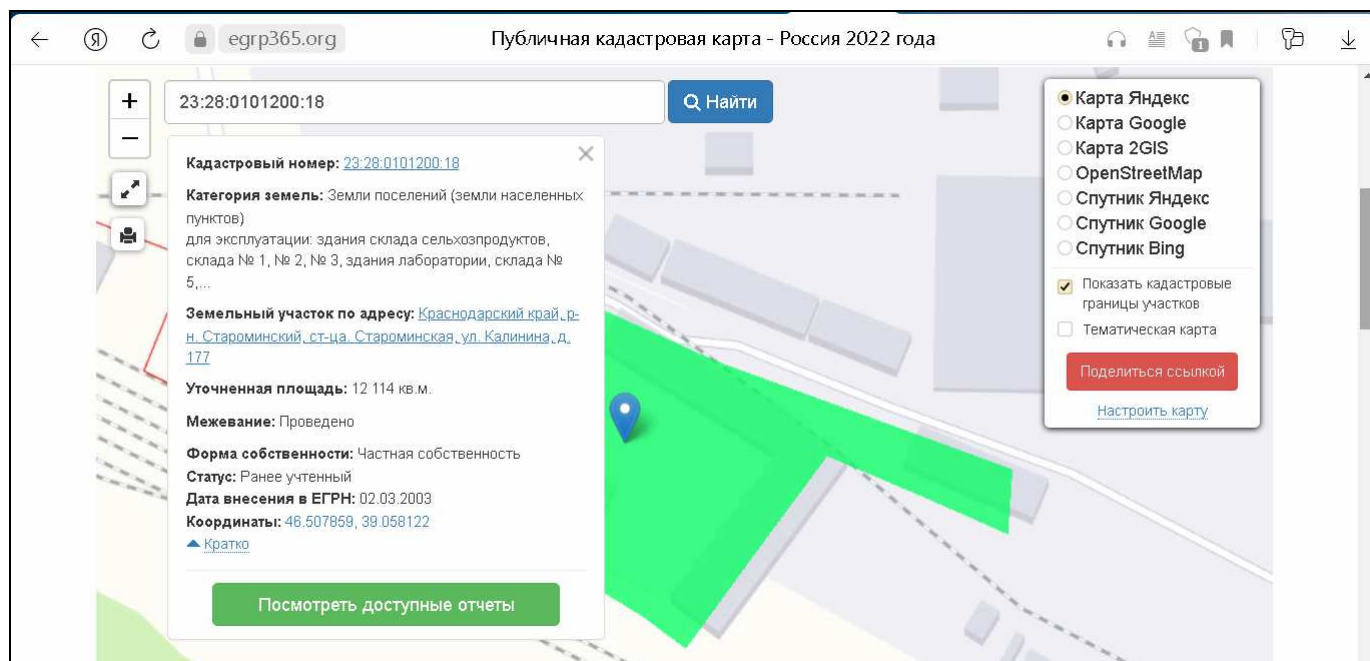 egrp365.org
Публичная кадастровая карта - Россия 2022 года
1
+
23:28:0101200:18
Найти
−
Кадастровый номер: 23:28:0101200:18
Категория земель: Земли поселений (земли населенных
пунктов)
для эксплуатации: здания склада сельхозпродуктов,
склада № 1, № 2, № 3, здания лаборатории, склада №
5,...
Земельный участок по адресу: Краснодарский край, р-
н. Староминский, ст-ца. Староминская, ул. Калинина, д.
177
Уточненная площадь: 12 114 кв.м.
Межевание: Проведено
Форма собственности: Частная собственность
Статус: Ранее учтенный
Дата внесения в ЕГРН: 02.03.2003
Координаты: 46.507859, 39.058122
Кратко
Посмотреть доступные отчеты
Карта Яндекс
Карта Google
Карта 2GIS
OpenStreetMap
Спутник Яндекс
Спутник Google
Спутник Bing
Показать кадастровые
границы участков
Тематическая карта
Поделиться ссылкой
Настроить карту